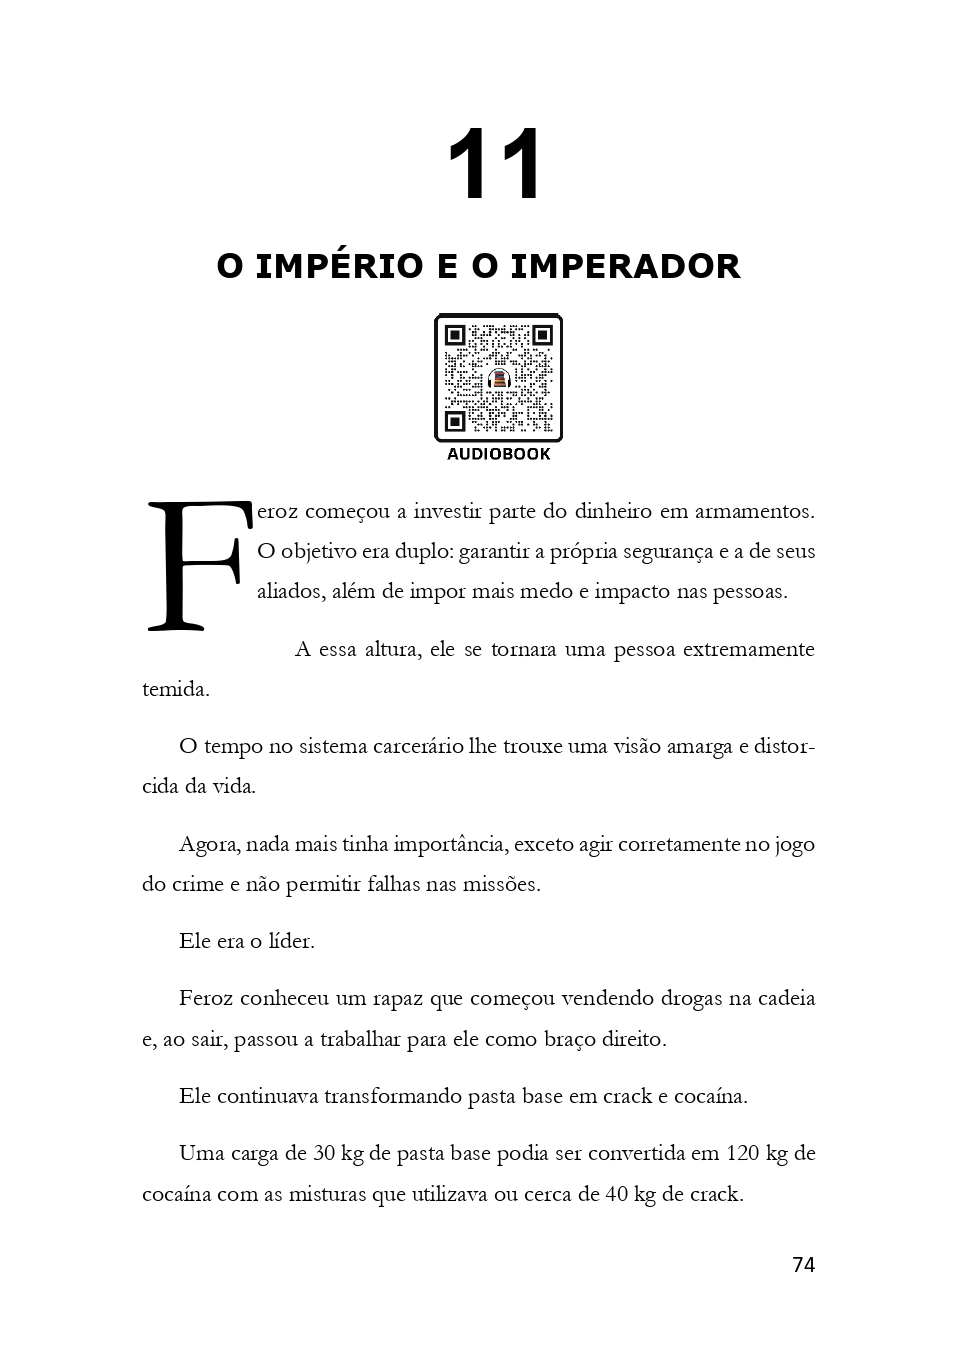 11
O IMPÉRIO E O IMPERADOR
AUDIOBOOK
Feroz começou a investir parte do dinheiro em armamentos.
O objetivo era duplo: garantir a própria segurança e a de seus
aliados, além de impor mais medo e impacto nas pessoas.
A essa altura, ele se tornara uma pessoa extremamente
temida.
O tempo no sistema carcerário lhe trouxe uma visão amarga e distor-
cida da vida.
Agora, nada mais tinha importância, exceto agir corretamente no jogo
do crime e não permitir falhas nas missões.
Ele era o líder.
Feroz conheceu um rapaz que começou vendendo drogas na cadeia
e, ao sair, passou a trabalhar para ele como braço direito.
Ele continuava transformando pasta base em crack e cocaína.
Uma carga de 30 kg de pasta base podia ser convertida em 120 kg de
cocaína com as misturas que utilizava ou cerca de 40 kg de crack.
74